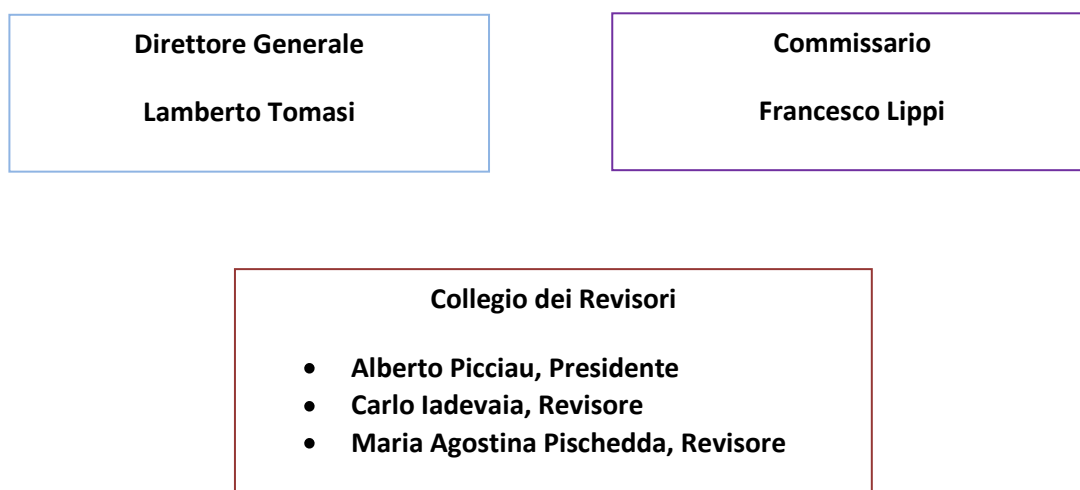 Direttore Generale
Lamberto Tomasi
Commissario
Francesco Lippi
Collegio dei Revisori
• Alberto Picciau, Presidente
• Carlo Iadevaia, Revisore
• Maria Agostina Pischedda, Revisore